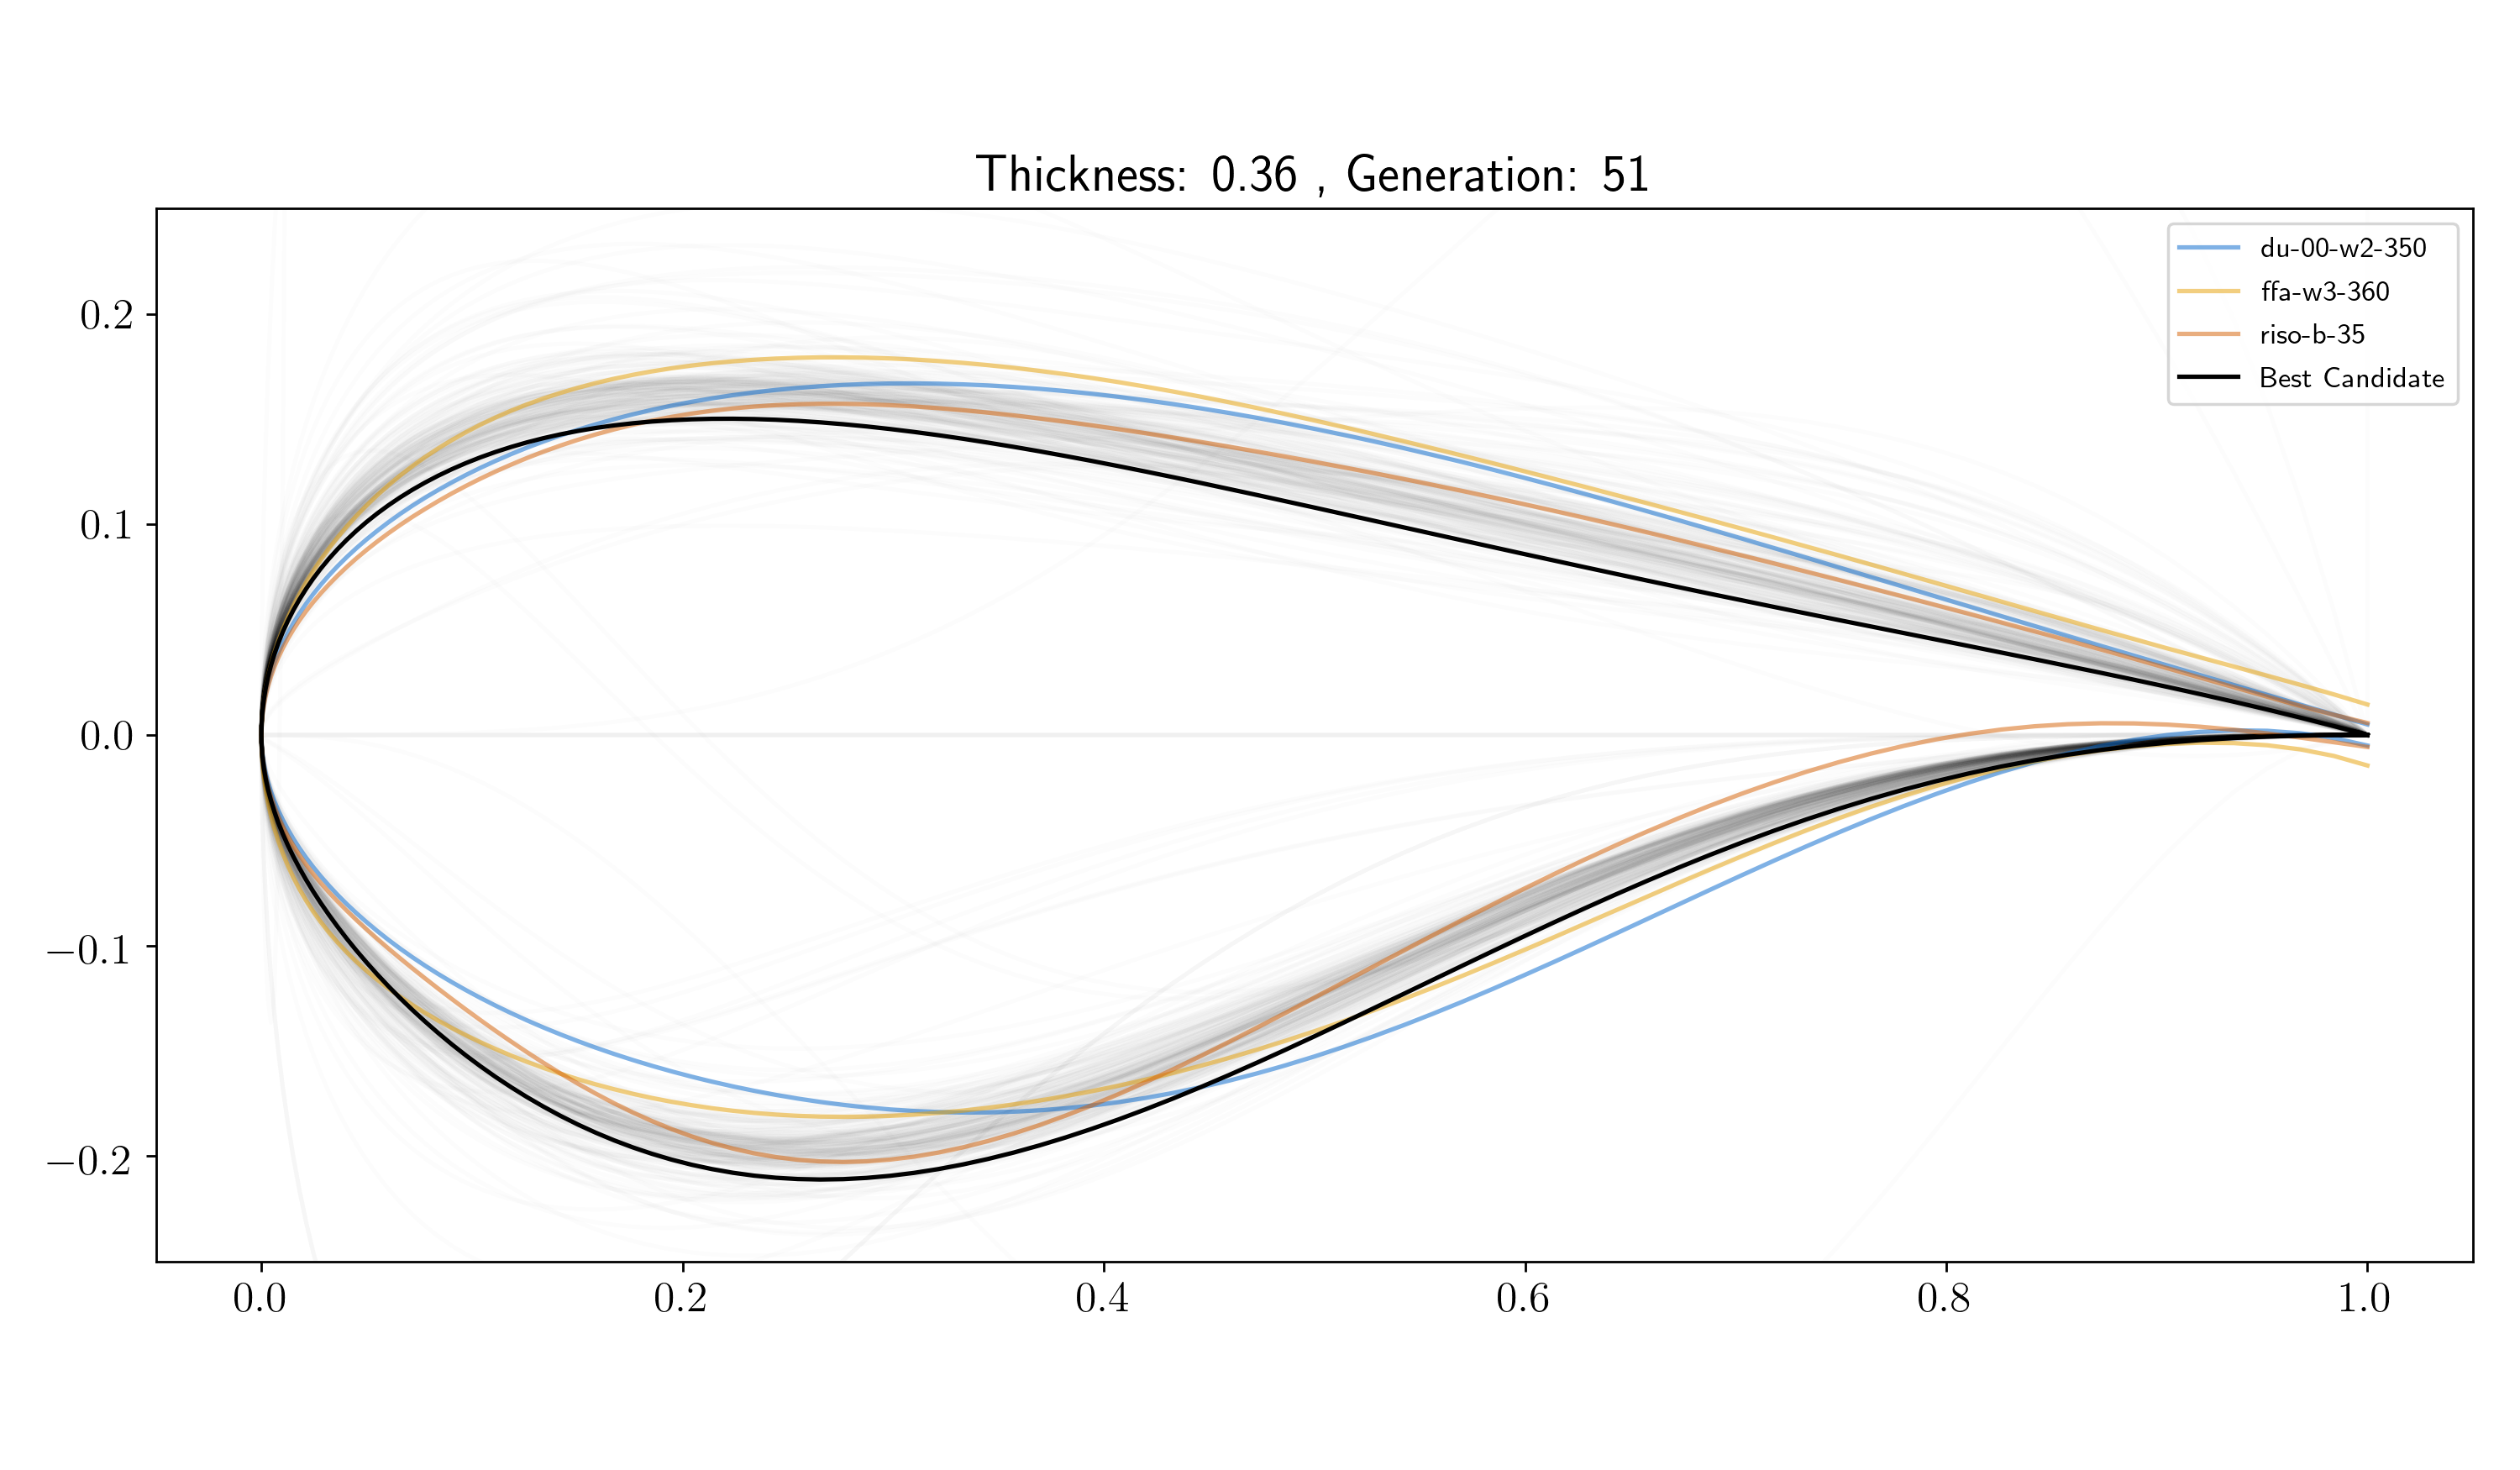 Thickness: 0.36 , Generation: 51
du-00-w2-350
ffa-w3-360
riso-b-35
Best Candidate
0.2
0.1
0.0
−0.1
−0.2
0.0 0.2 0.4 0.6 0.8 1.0